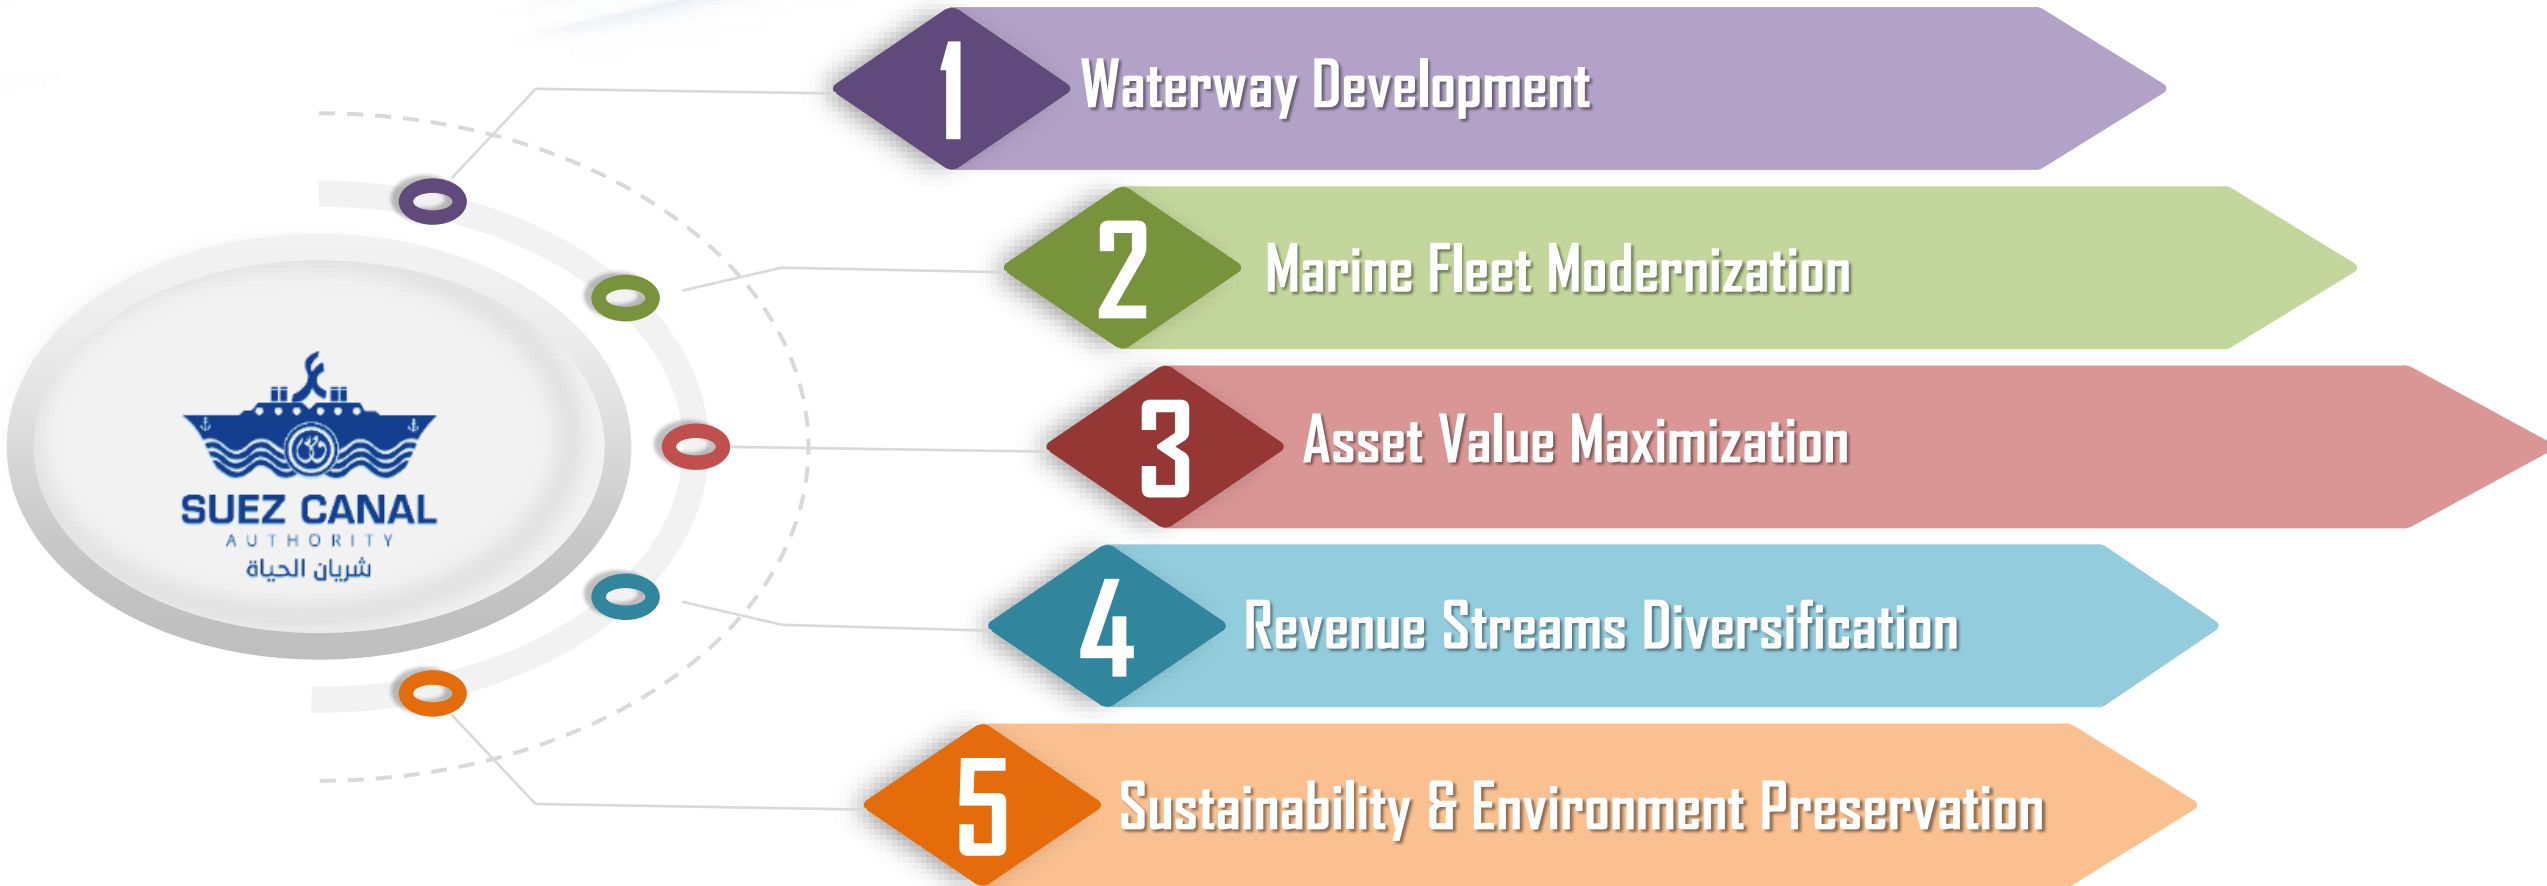 1
Waterway Development
2
Marine Fleet Modernization
3
Asset Value Maximization
SUEZ CANAL
AUTHORITY
شريان الحياة
4
Revenue Streams Diversification
5
Sustainability & Environment Preservation